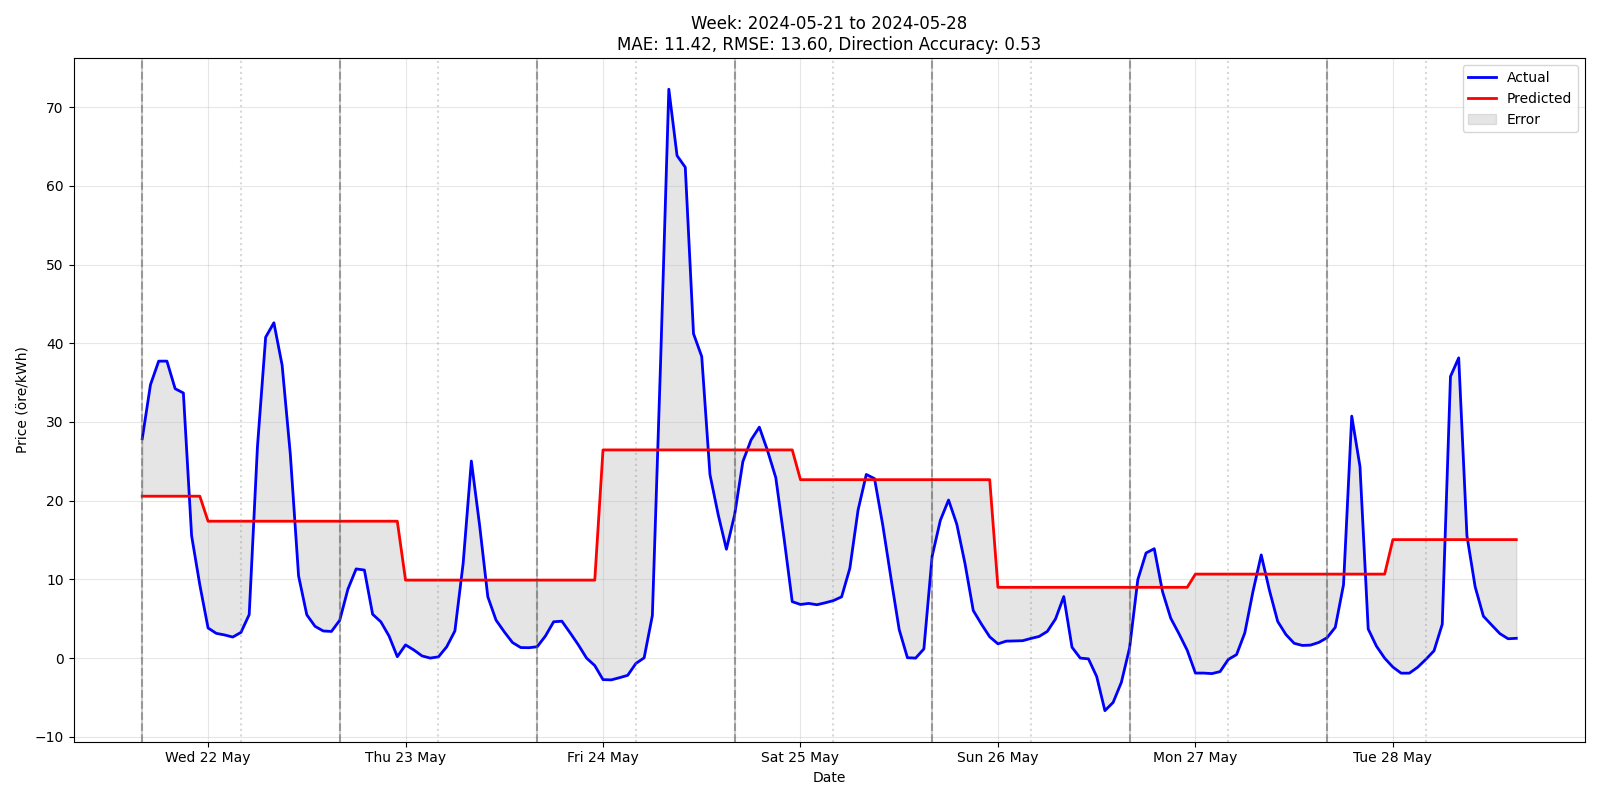 Week: 2024-05-21 to 2024-05-28
MAE: 11.42, RMSE: 13.60, Direction Accuracy: 0.53
Actual
Predicted
Error
Price (öre/kWh)
70
60
50
40
30
20
10
0
−10
Wed 22 May
Thu 23 May
Fri 24 May
Sat 25 May
Sun 26 May
Mon 27 May
Tue 28 May
Date